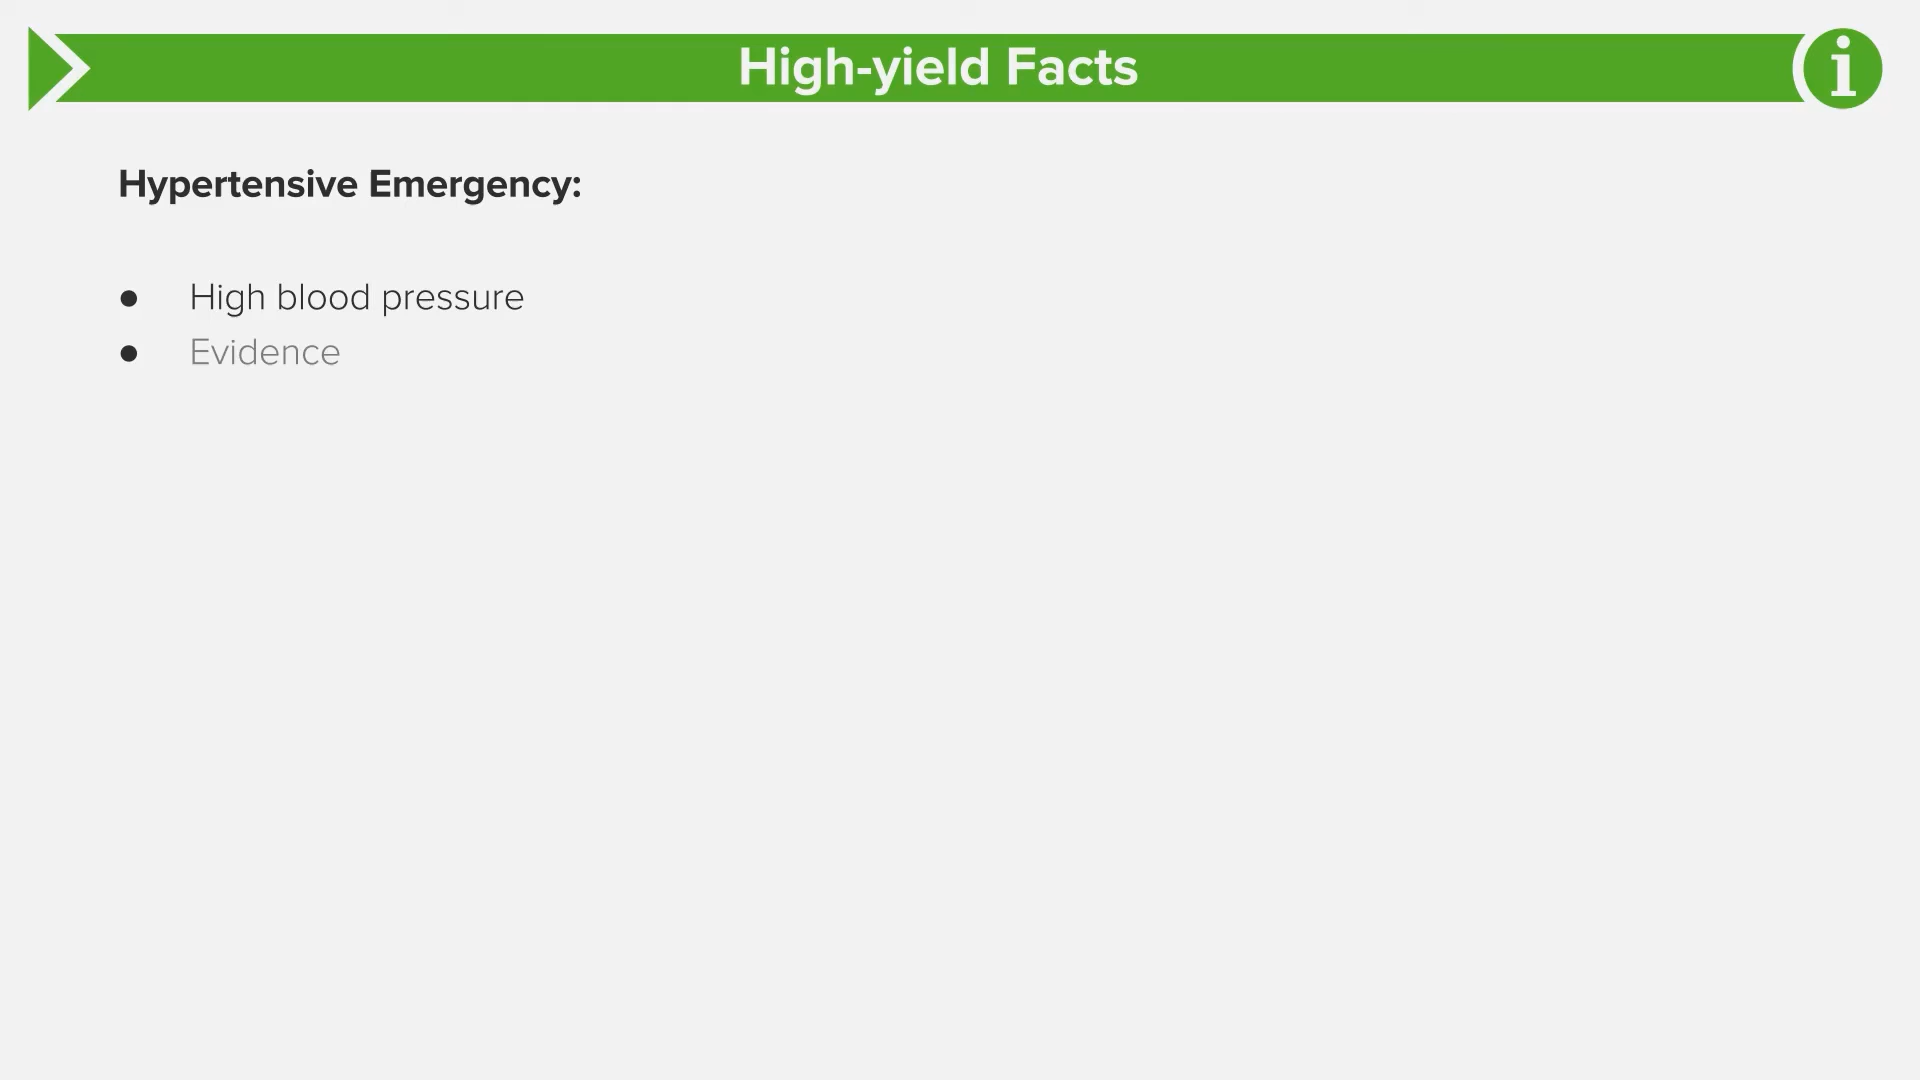 High-yield Facts
i
Hypertensive Emergency:
● High blood pressure
● Evidence